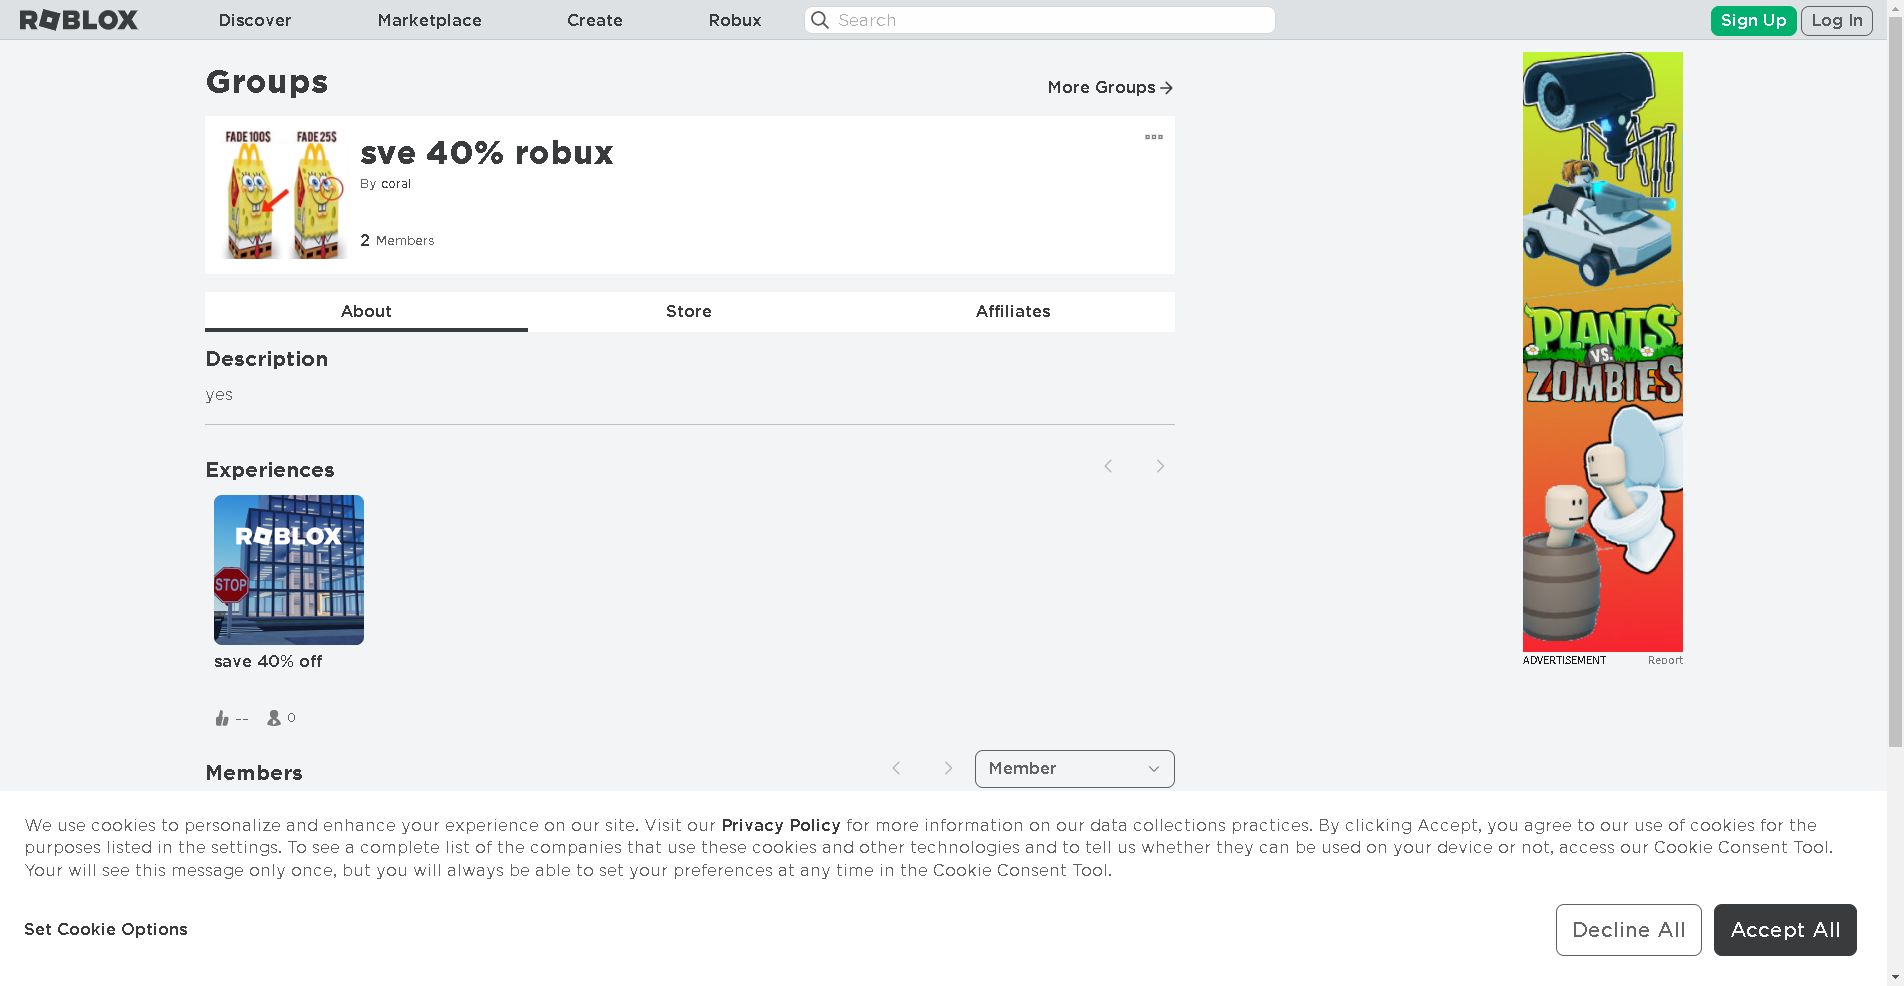 ROBLOX
Discover
Marketplace
Create
Robux
Search
Sign Up
Log In
Groups
More Groups
FADE 100$
FADE 25$
sve 40% robux
By coral
2 Members
About
Store
Affiliates
Description
yes
Experiences
ROBLOX
STOP
save 40% off
--
0
Members
Member
PLANTS
VS.
ZOMBIES
ADVERTISEMENT
Report
We use cookies to personalize and enhance your experience on our site. Visit our Privacy Policy for more information on our data collections practices. By clicking Accept, you agree to our use of cookies for the
purposes listed in the settings. To see a complete list of the companies that use these cookies and other technologies and to tell us whether they can be used on your device or not, access our Cookie Consent Tool.
Your will see this message only once, but you will always be able to set your preferences at any time in the Cookie Consent Tool.
Set Cookie Options
Decline All
Accept All